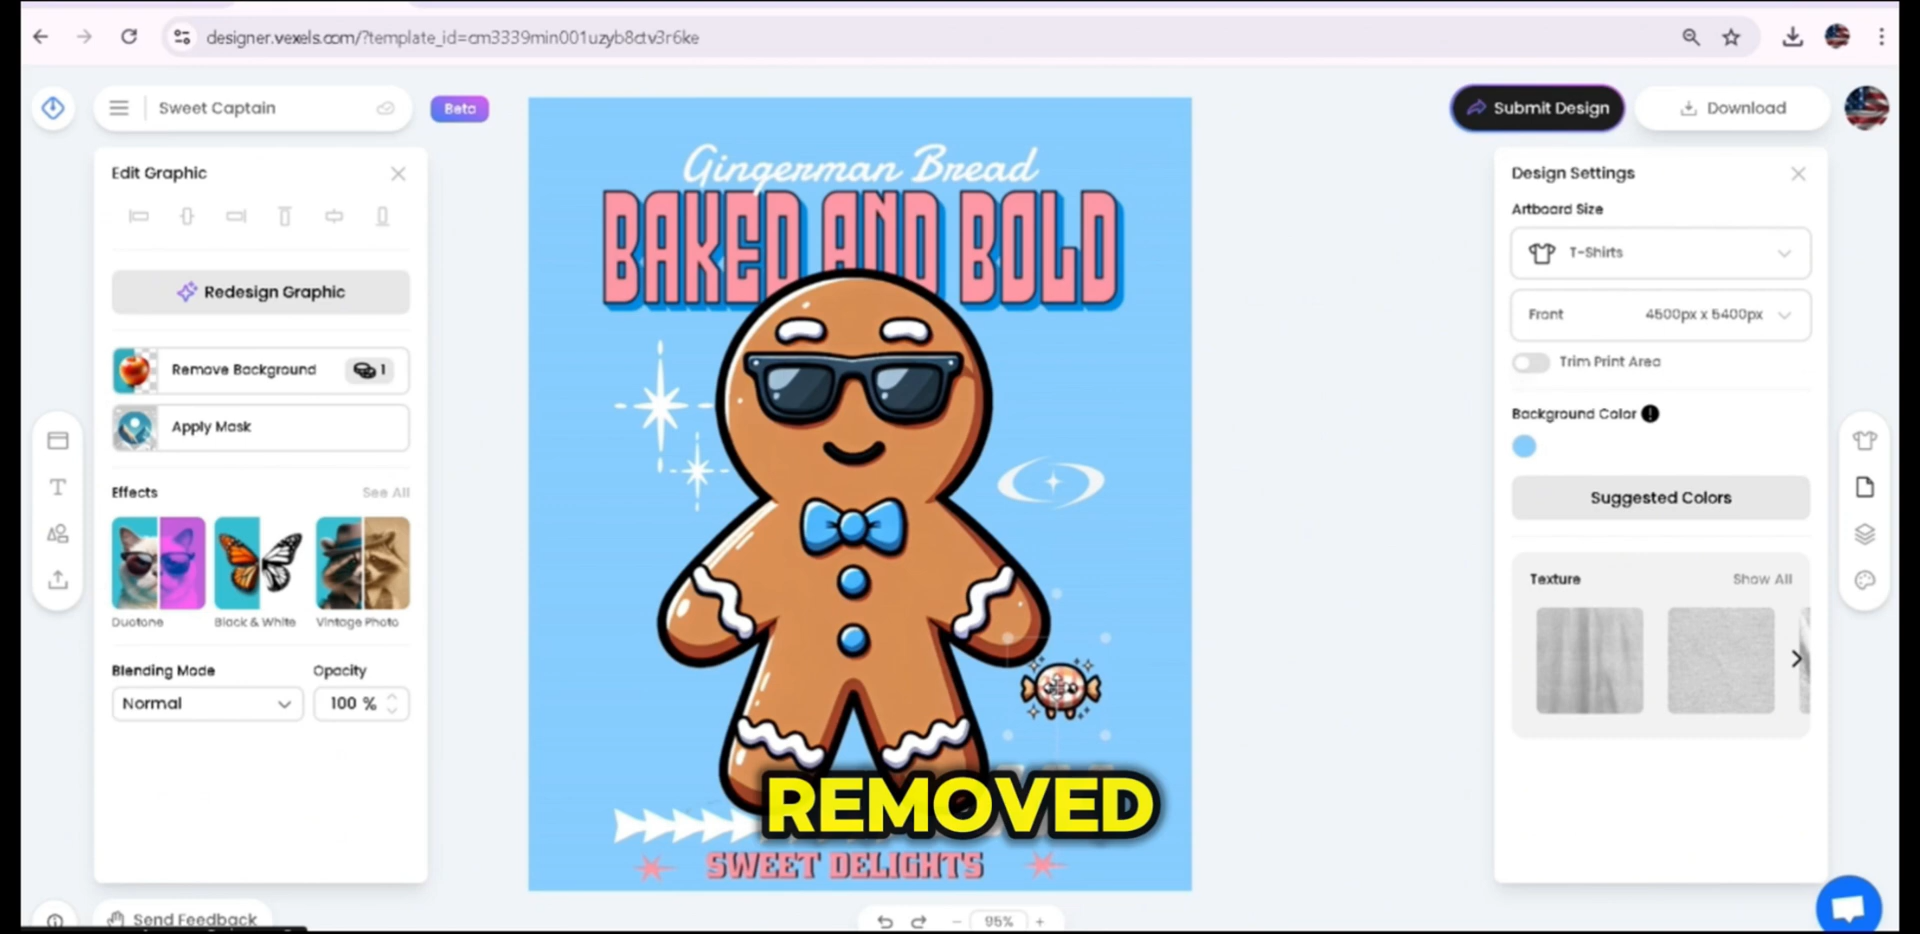 designer.vexels.com/?template_id=cm3339min001uzyb8ctv3r6ke
Sweet Captain
Beta
Submit Design
Download
Edit Graphic
Redesign Graphic
Remove Background
1
Apply Mask
Effects
See All
Duotone
Black & White
Vintage Photo
Blending Mode
Opacity
Normal
100 %
Send Feedback
Gingerman Bread
BAKED AND BOLD
REMOVED
SWEET DELIGHTS
95%
Design Settings
Artboard Size
T-Shirts
Front
4500px x 5400px
Trim Print Area
Background Color
Suggested Colors
Texture
Show All